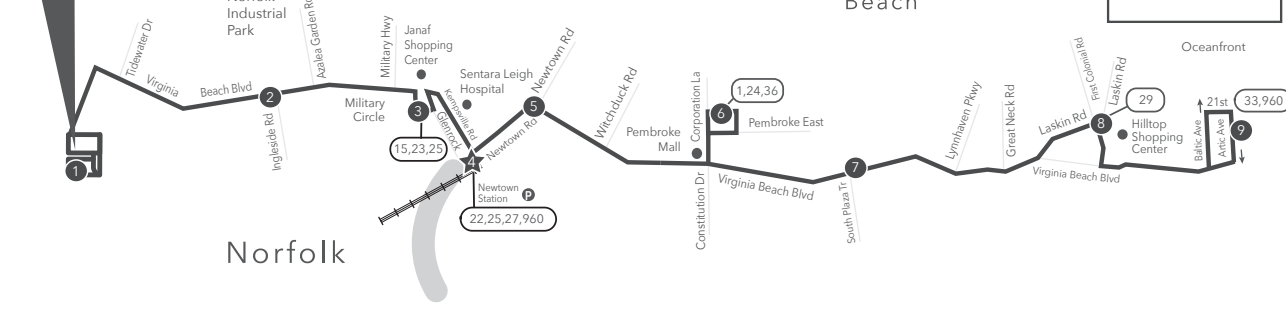 Beach
Norfolk
Industrial
Park
Tidewater Dr
Azalea Garden Rd
Military Hwy
Janaf
Shopping
Center
Sentara Leigh
Hospital
Newtown Rd
Witchduck Rd
Corporation La
1,24,36
Pembroke East
Lynnhaven Pkwy
Great Neck Rd
First Colonial Rd
Laskin Rd
Oceanfront
Virginia
Beach Blvd
2
Ingleside Rd
Military
Circle
3
15,23,25
Glenrock
Kempsville Rd
5
4
Newtown Rd
Newtown
Station
P
22,25,27,960
Pembroke
Mall
6
Constitution Dr
Virginia Beach Blvd
7
South Plaza Tr
Laskin Rd
8
29
Hilltop
Shopping
Center
Virginia Beach Blvd
21st
33,960
Baltic Ave
Artic Ave
9
1
Norfolk